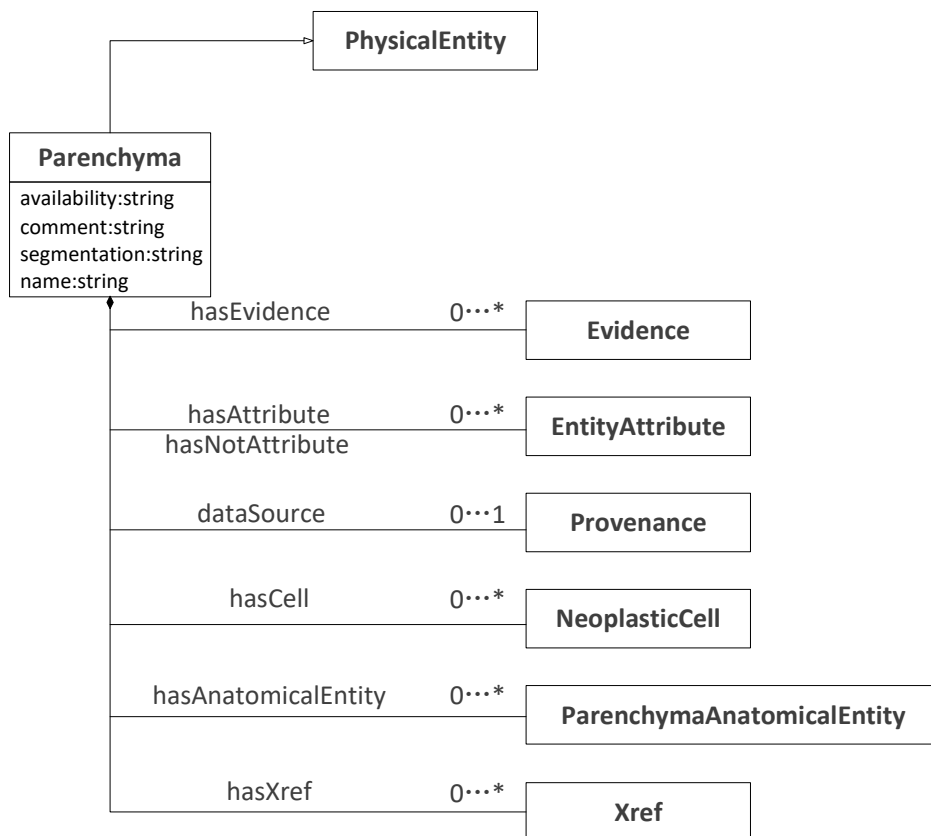 PhysicalEntity
Parenchyma
availability:string
comment:string
segmentation:string
name:string
hasEvidence 0···*
Evidence
hasAttribute 0···*
hasNotAttribute
EntityAttribute
dataSource 0···1
Provenance
hasCell 0···*
NeoplasticCell
hasAnatomicalEntity 0···*
ParenchymaAnatomicalEntity
hasXref 0···*
Xref